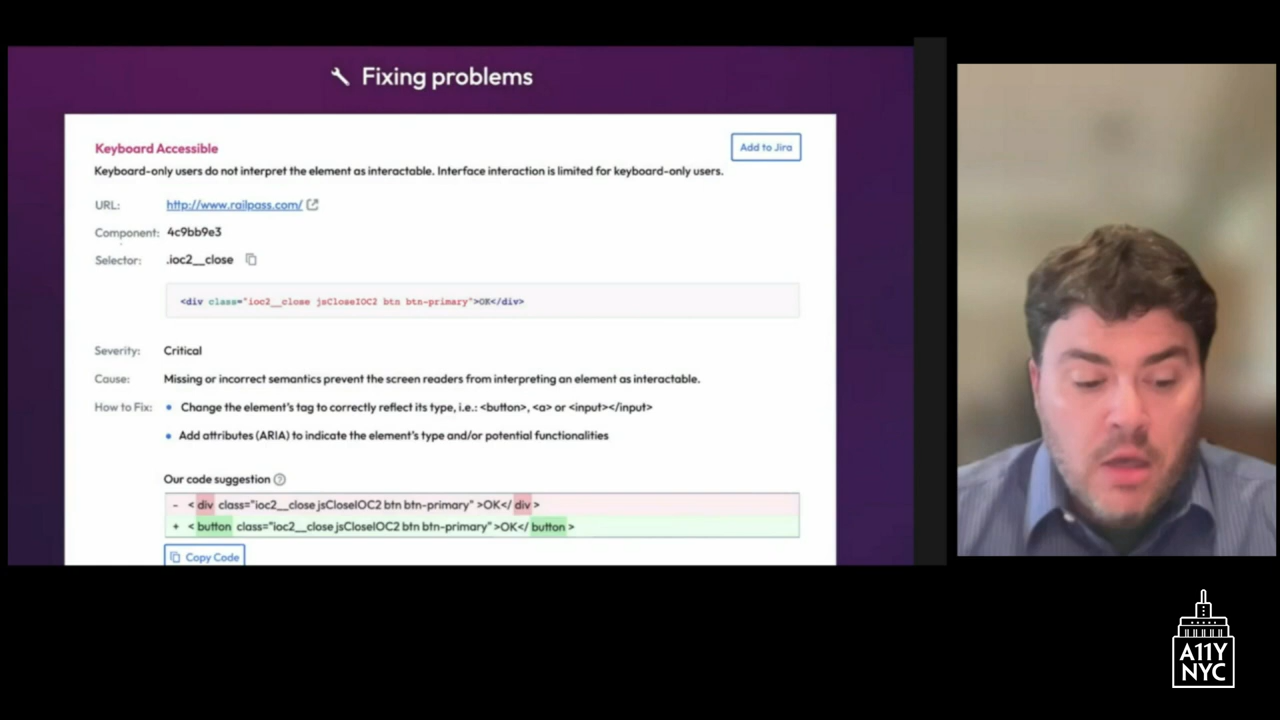 Fixing problems
Keyboard Accessible
Add to Jira
Keyboard-only users do not interpret the element as interactable. Interface interaction is limited for keyboard-only users.
URL: http://www.railpass.com/
Component: 4c9bb9e3
Selector: .ioc2__close
<div class="ioc2__close jsCloseIOC2 btn btn-primary">OK</div>
Severity: Critical
Cause: Missing or incorrect semantics prevent the screen readers from interpreting an element as interactable.
How to Fix: • Change the element's tag to correctly reflect its type, i.e.: <button>, <a> or <input></input>
• Add attributes (ARIA) to indicate the element's type and/or potential functionalities
Our code suggestion ?
- < div class="ioc2__close jsCloseIOC2 btn btn-primary" >OK</ div >
+ < button class="ioc2__close jsCloseIOC2 btn btn-primary" >OK</ button >
Copy Code
A11Y
NYC